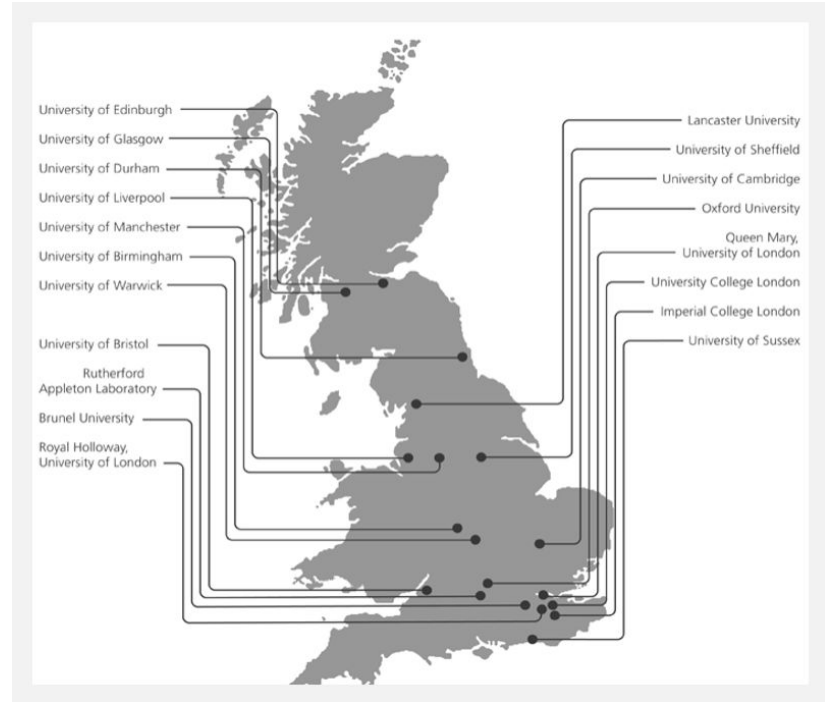 University of Edinburgh
University of Glasgow
University of Durham
University of Liverpool
University of Manchester
University of Birmingham
University of Warwick
University of Bristol
Rutherford
Appleton Laboratory
Brunel University
Royal Holloway,
University of London
Lancaster University
University of Sheffield
University of Cambridge
Oxford University
Queen Mary,
University of London
University College London
Imperial College London
University of Sussex